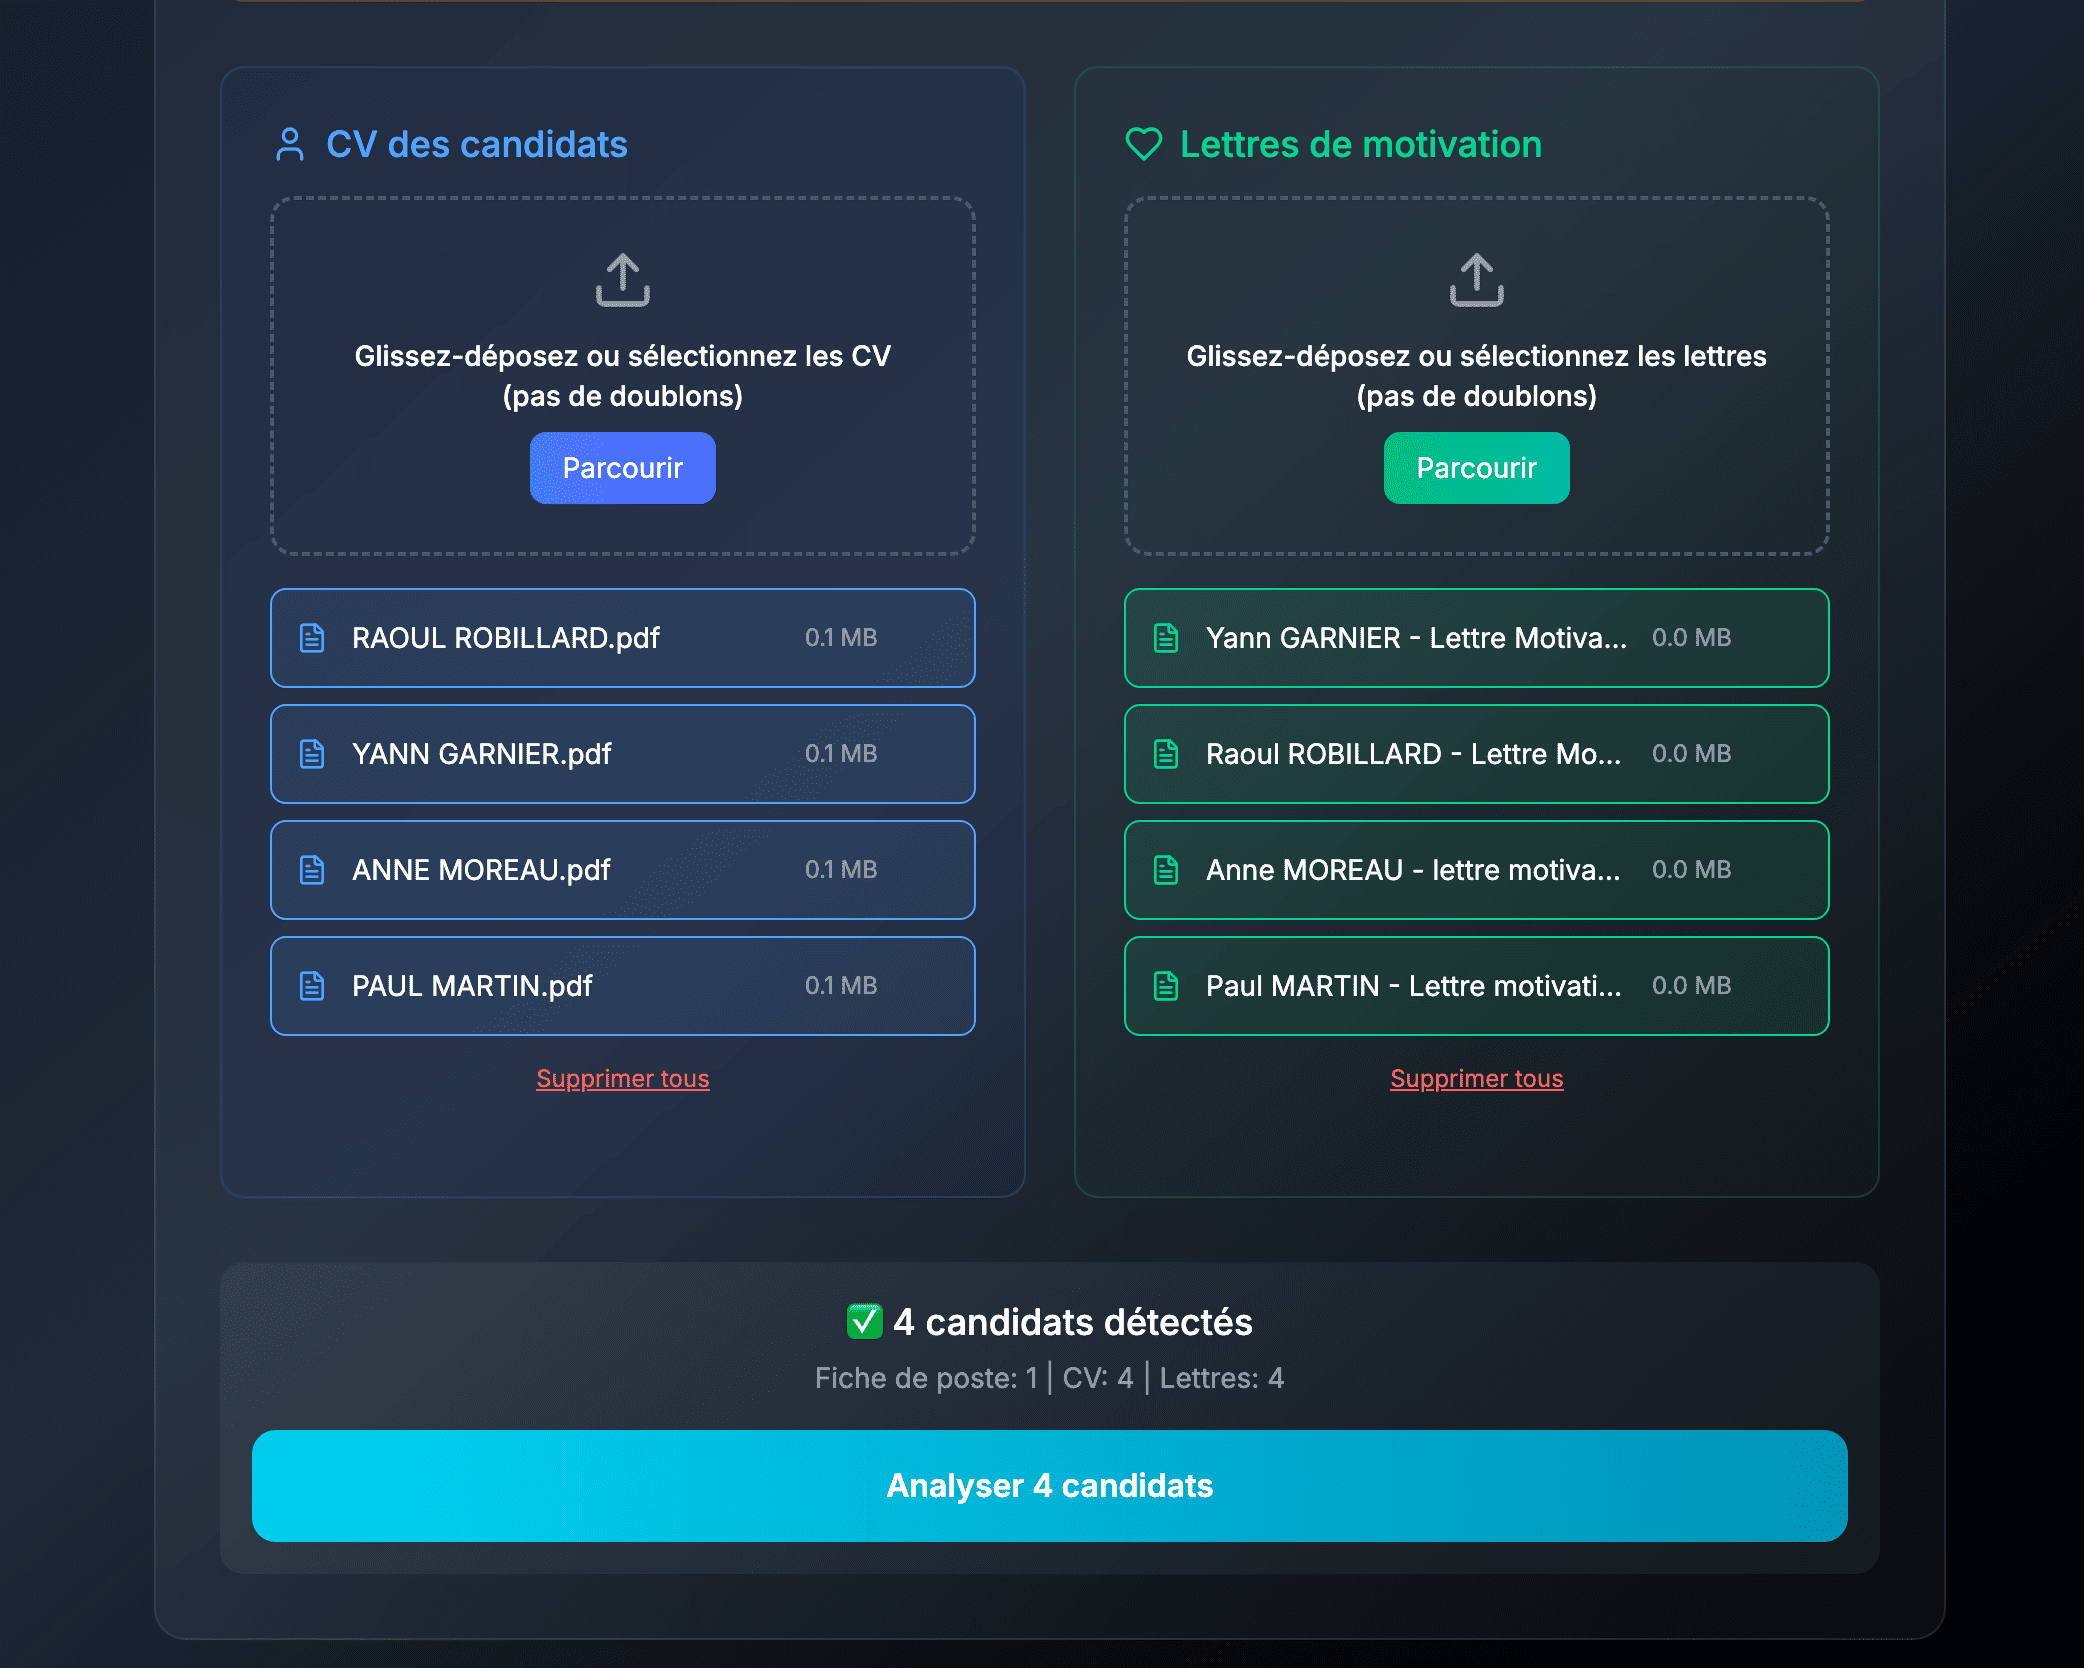 CV des candidats
Glissez-déposez ou sélectionnez les CV
(pas de doublons)
Parcourir
RAOUL ROBILLARD.pdf 0.1 MB
YANN GARNIER.pdf 0.1 MB
ANNE MOREAU.pdf 0.1 MB
PAUL MARTIN.pdf 0.1 MB
Supprimer tous
Lettres de motivation
Glissez-déposez ou sélectionnez les lettres
(pas de doublons)
Parcourir
Yann GARNIER - Lettre Motiva... 0.0 MB
Raoul ROBILLARD - Lettre Mo... 0.0 MB
Anne MOREAU - lettre motiva... 0.0 MB
Paul MARTIN - Lettre motivati... 0.0 MB
Supprimer tous
✅ 4 candidats détectés
Fiche de poste: 1 | CV: 4 | Lettres: 4
Analyser 4 candidats